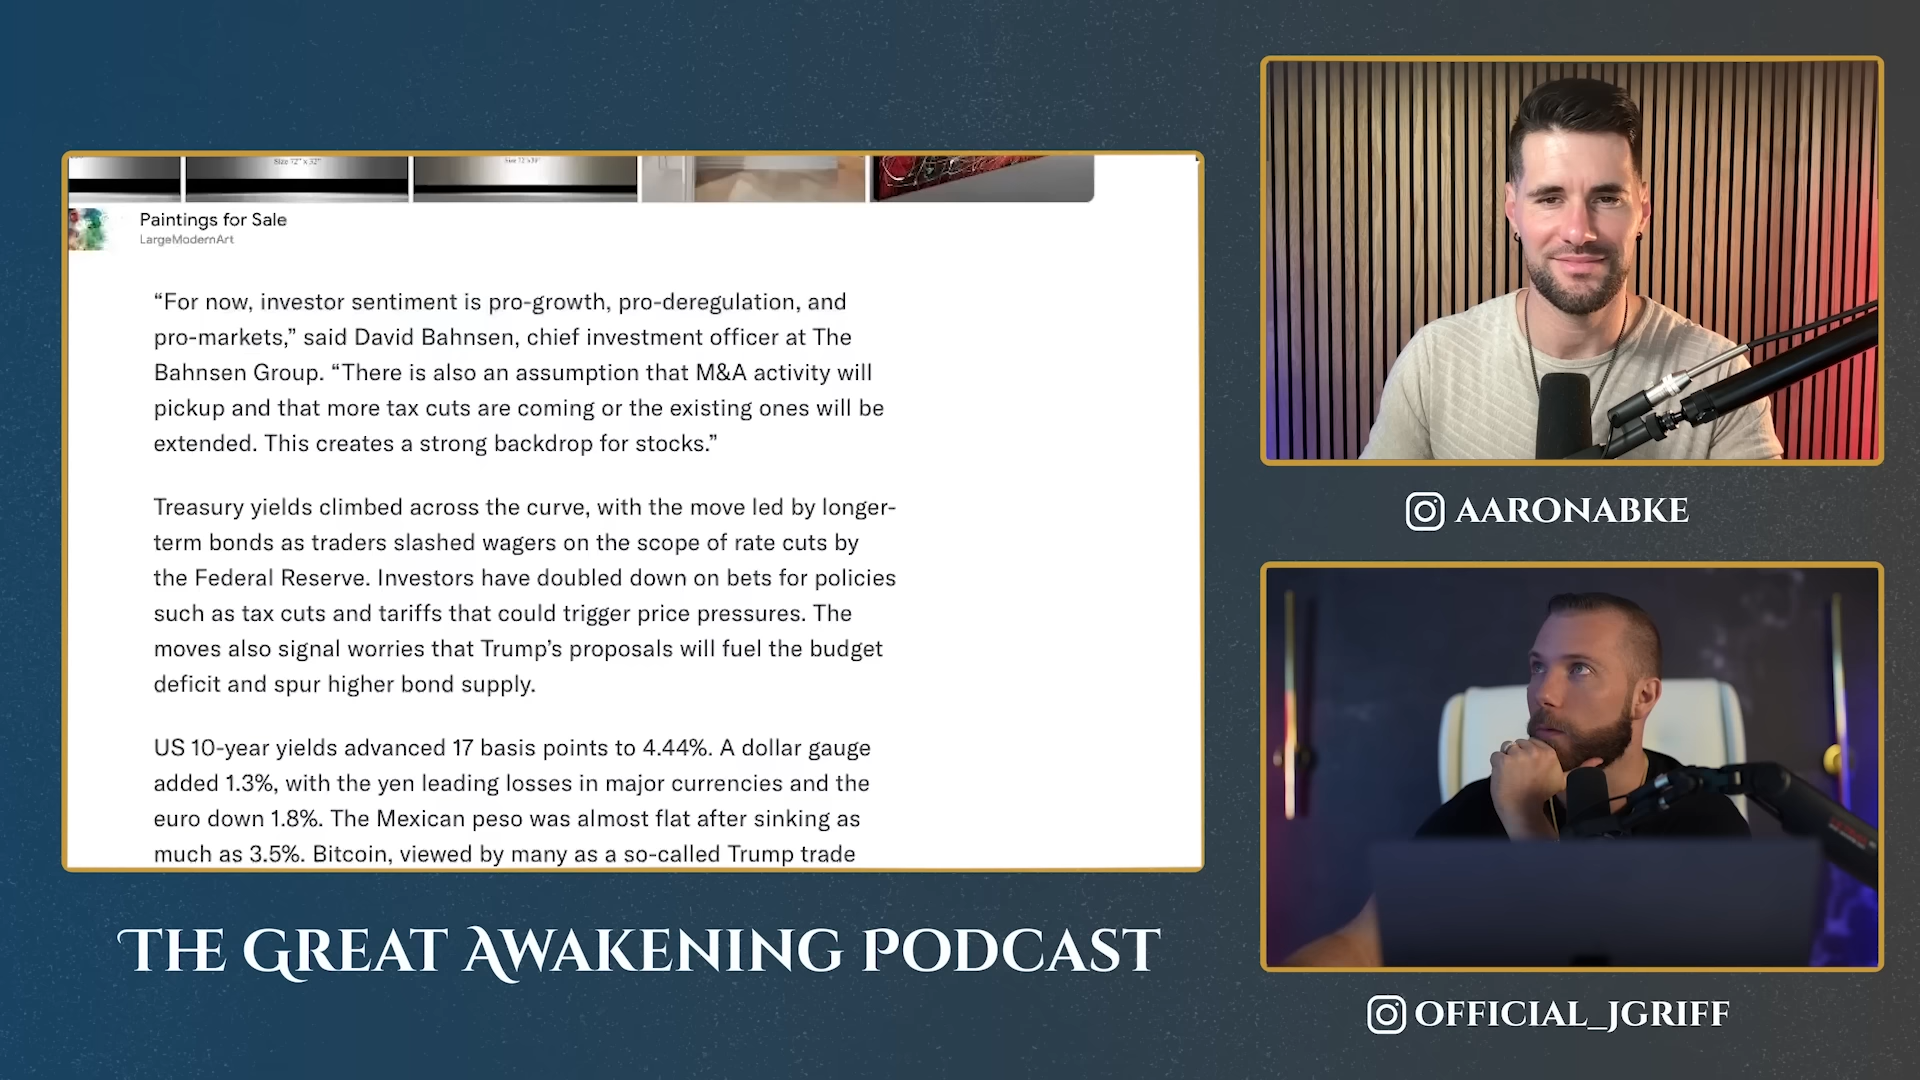 Size 72" x 32"
Paintings for Sale
LargeModernArt
“For now, investor sentiment is pro-growth, pro-deregulation, and
pro-markets,” said David Bahnsen, chief investment officer at The
Bahnsen Group. “There is also an assumption that M&A activity will
pickup and that more tax cuts are coming or the existing ones will be
extended. This creates a strong backdrop for stocks.”
Treasury yields climbed across the curve, with the move led by longer-
term bonds as traders slashed wagers on the scope of rate cuts by
the Federal Reserve. Investors have doubled down on bets for policies
such as tax cuts and tariffs that could trigger price pressures. The
moves also signal worries that Trump’s proposals will fuel the budget
deficit and spur higher bond supply.
US 10-year yields advanced 17 basis points to 4.44%. A dollar gauge
added 1.3%, with the yen leading losses in major currencies and the
euro down 1.8%. The Mexican peso was almost flat after sinking as
much as 3.5%. Bitcoin, viewed by many as a so-called Trump trade
THE GREAT AWAKENING PODCAST
AARONABKE
OFFICIAL_JGRIFF